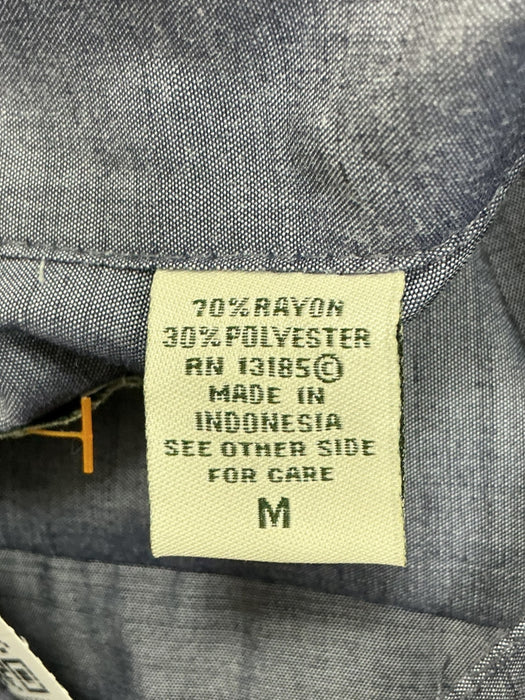 70% RAYON
30% POLYESTER
RN 13185©
MADE IN
INDONESIA
SEE OTHER SIDE
FOR CARE
M